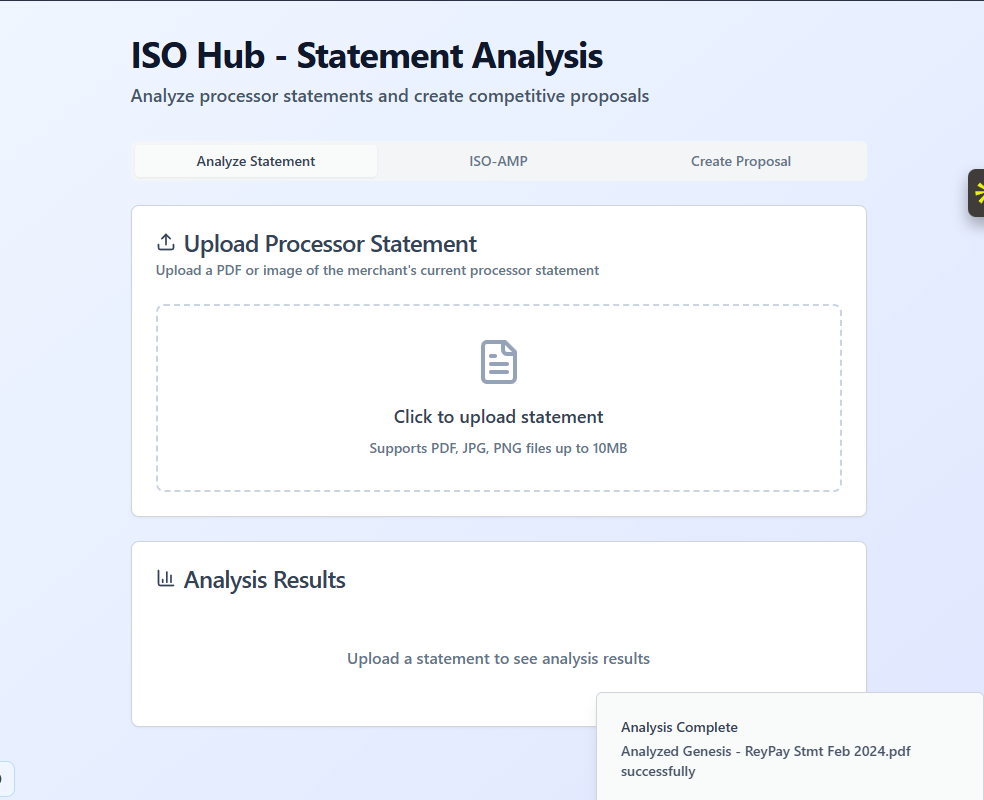 ISO Hub - Statement Analysis
Analyze processor statements and create competitive proposals
Analyze Statement
ISO-AMP
Create Proposal
Upload Processor Statement
Upload a PDF or image of the merchant's current processor statement
Click to upload statement
Supports PDF, JPG, PNG files up to 10MB
Analysis Results
Upload a statement to see analysis results
Analysis Complete
Analyzed Genesis - ReyPay Stmt Feb 2024.pdf
successfully